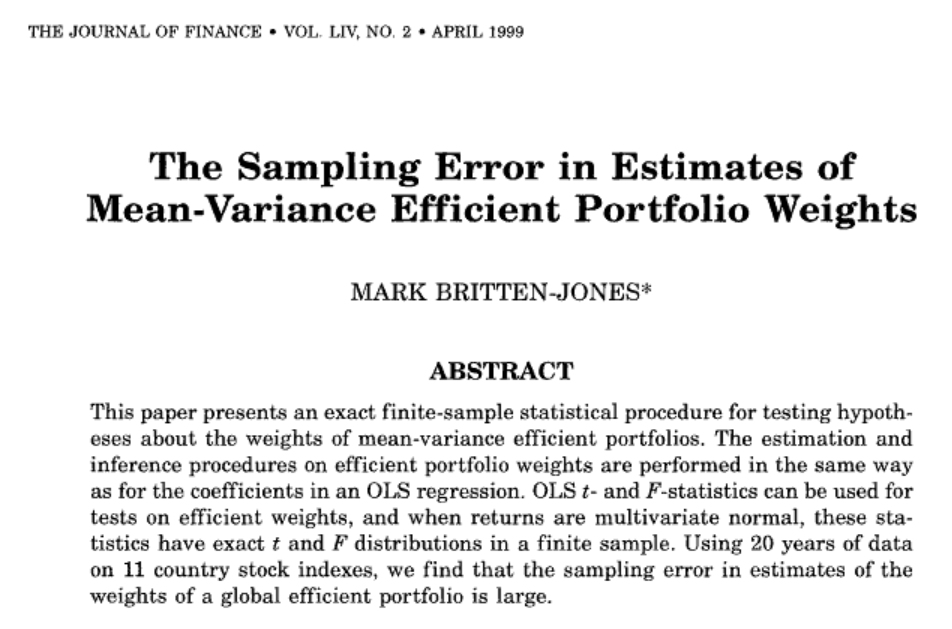 THE JOURNAL OF FINANCE • VOL. LIV, NO. 2 • APRIL 1999
The Sampling Error in Estimates of
Mean-Variance Efficient Portfolio Weights
MARK BRITTEN-JONES*
ABSTRACT
This paper presents an exact finite-sample statistical procedure for testing hypoth-
eses about the weights of mean-variance efficient portfolios. The estimation and
inference procedures on efficient portfolio weights are performed in the same way
as for the coefficients in an OLS regression. OLS t- and F-statistics can be used for
tests on efficient weights, and when returns are multivariate normal, these sta-
tistics have exact t and F distributions in a finite sample. Using 20 years of data
on 11 country stock indexes, we find that the sampling error in estimates of the
weights of a global efficient portfolio is large.